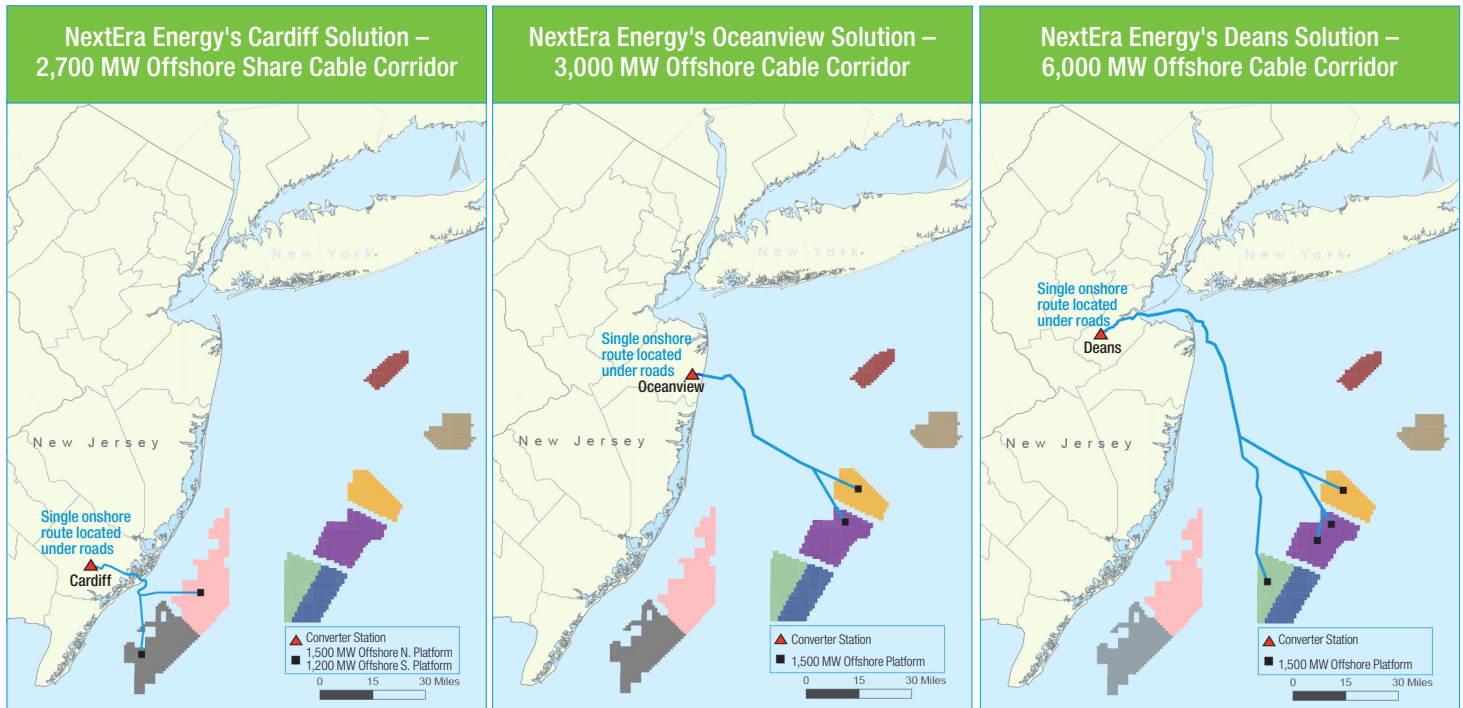 NextEra Energy's Cardiff Solution –
2,700 MW Offshore Share Cable Corridor
N
New York
New Jersey
Single onshore
route located
under roads
Cardiff
Converter Station
1,500 MW Offshore N. Platform
1,200 MW Offshore S. Platform
0 15 30 Miles
NextEra Energy's Oceanview Solution –
3,000 MW Offshore Cable Corridor
N
New York
Single onshore
route located
under roads
Oceanview
New Jersey
Converter Station
1,500 MW Offshore Platform
0 15 30 Miles
NextEra Energy's Deans Solution –
6,000 MW Offshore Cable Corridor
N
New York
Single onshore
route located
under roads
Deans
New Jersey
Converter Station
1,500 MW Offshore Platform
0 15 30 Miles